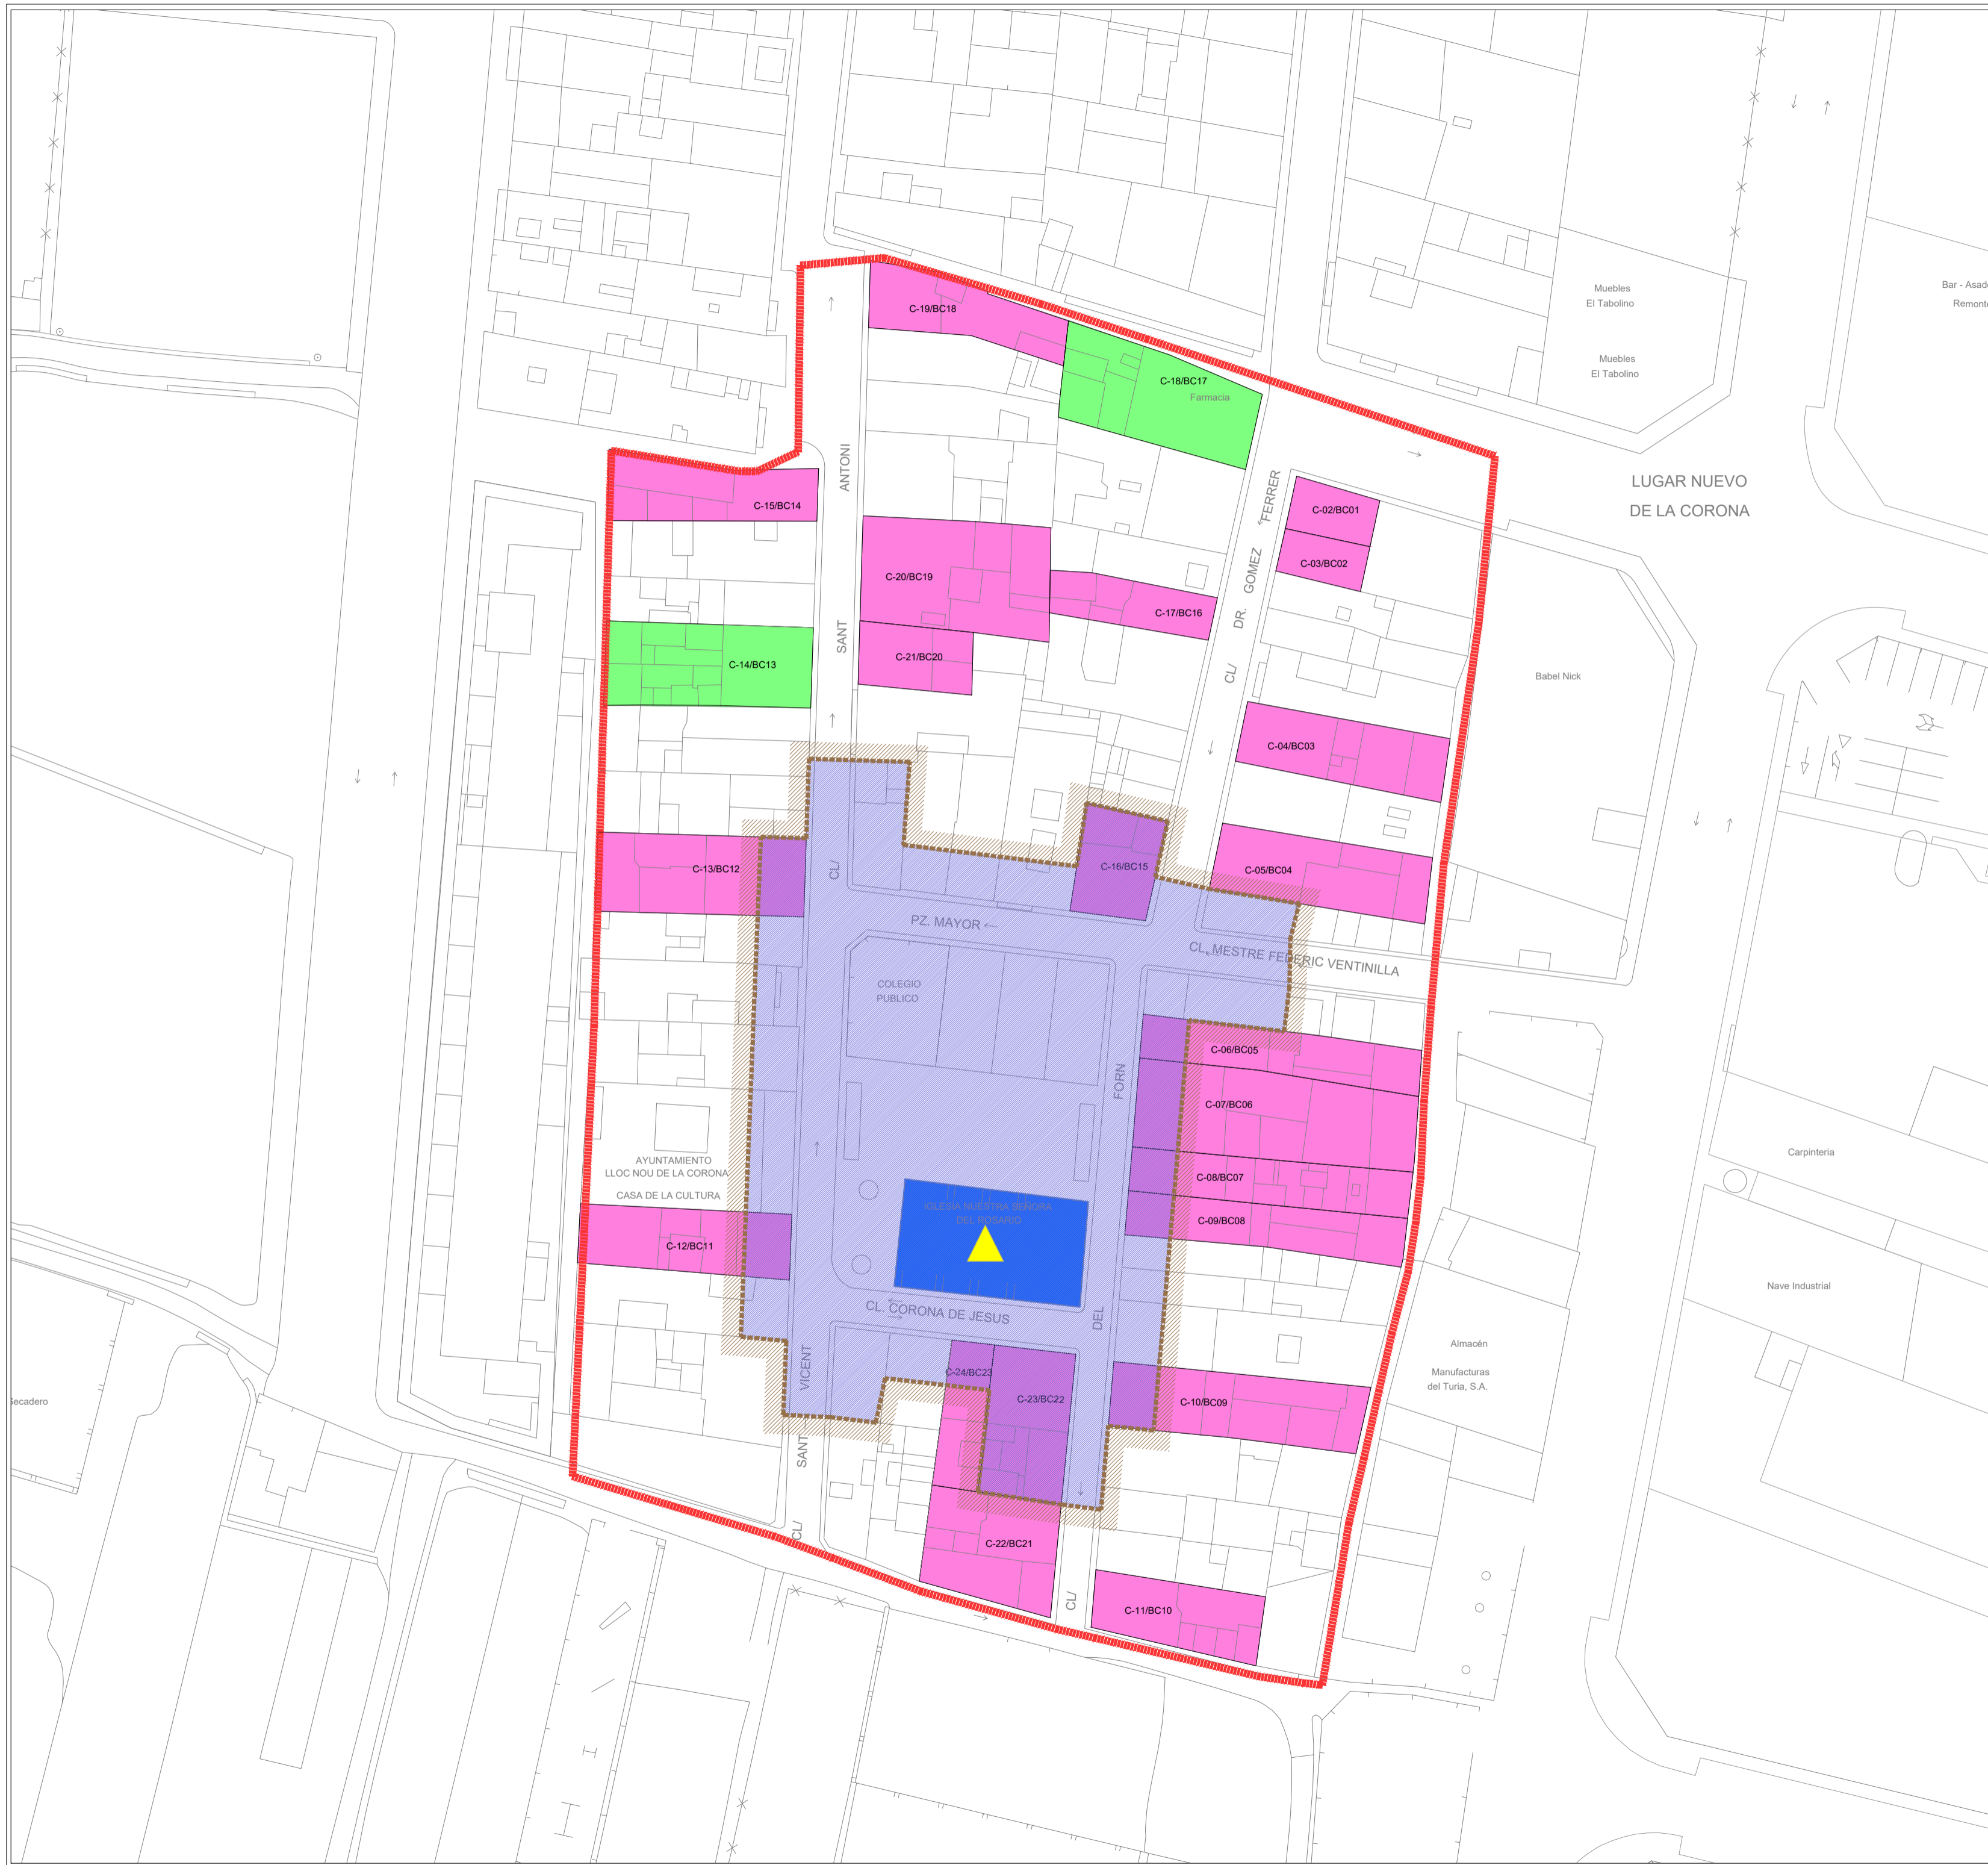 Muebles
El Tabolino
Bar - Asad
Remont
C-19/BC18
Muebles
El Tabolino
C-18/BC17
Farmacia
ANTONI
C-15/BC14
FERRER
LUGAR NUEVO
DE LA CORONA
C-02/BC01
C-03/BC02
C-20/BC19
GOMEZ
C-17/BC16
DR.
SANT
C-21/BC20
C-14/BC13
CL/
Babel Nick
C-04/BC03
C-13/BC12
CL/
C-16/BC15
C-05/BC04
PZ. MAYOR
CL. MESTRE FEDERIC VENTINILLA
COLEGIO
PUBLICO
C-06/BC05
FORN
C-07/BC06
AYUNTAMIENTO
LLOC NOU DE LA CORONA
CASA DE LA CULTURA
Carpinteria
C-08/BC07
IGLESIA NUESTRA SEÑORA
DEL ROSARIO
C-09/BC08
C-12/BC11
Nave Industrial
CL. CORONA DE JESUS
DEL
Almacén
Manufacturas
del Turia, S.A.
VICENT
C-24/BC23
C-23/BC22
C-10/BC09
ecadero
SANT
CL/
C-22/BC21
CL/
C-11/BC10